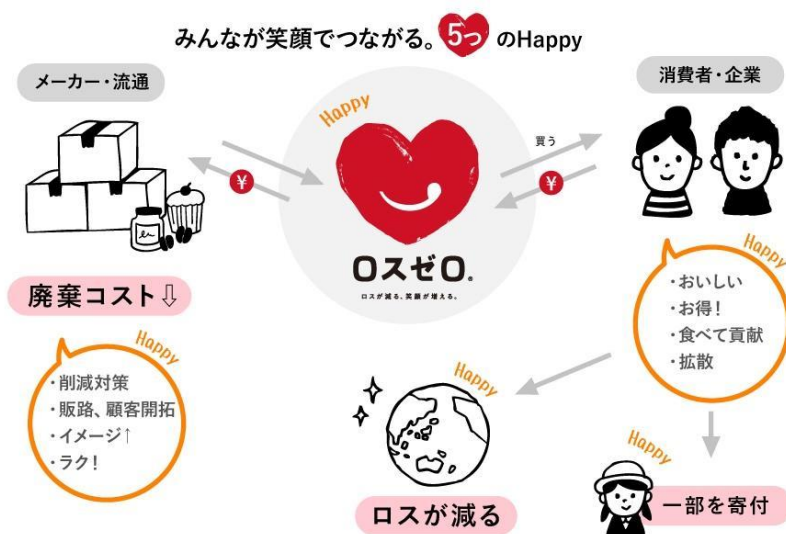 みんなが笑顔でつながる。5つのHappy
メーカー・流通
消費者・企業
Happy
買う
¥
¥
ロスゼロ®
ロスが減る、笑顔が増える。
廃棄コスト⇩
Happy
・削減対策
・販路、顧客開拓
・イメージ↑
・ラク!
Happy
・おいしい
・お得!
・食べて貢献
・拡散
Happy
ロスが減る
Happy
一部を寄付